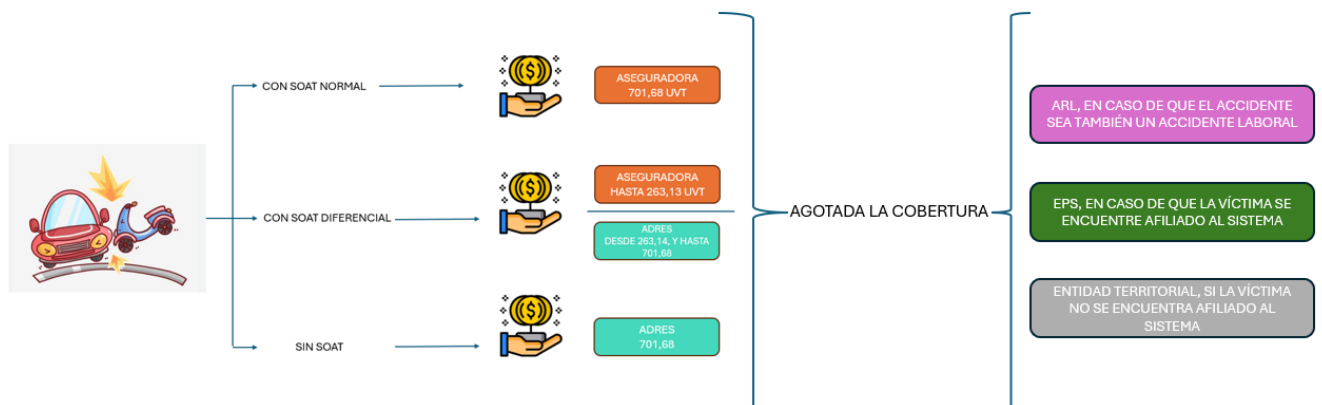 CON SOAT NORMAL
ASEGURADORA
701,68 UVT
CON SOAT DIFERENCIAL
ASEGURADORA
HASTA 263,13 UVT
ADRES
DESDE 263,14, Y HASTA
701,68
SIN SOAT
ADRES
701,68
AGOTADA LA COBERTURA
ARL, EN CASO DE QUE EL ACCIDENTE
SEA TAMBIÉN UN ACCIDENTE LABORAL
EPS, EN CASO DE QUE LA VÍCTIMA SE
ENCUENTRE AFILIADO AL SISTEMA
ENTIDAD TERRITORIAL, SI LA VÍCTIMA
NO SE ENCUENTRA AFILIADO AL
SISTEMA